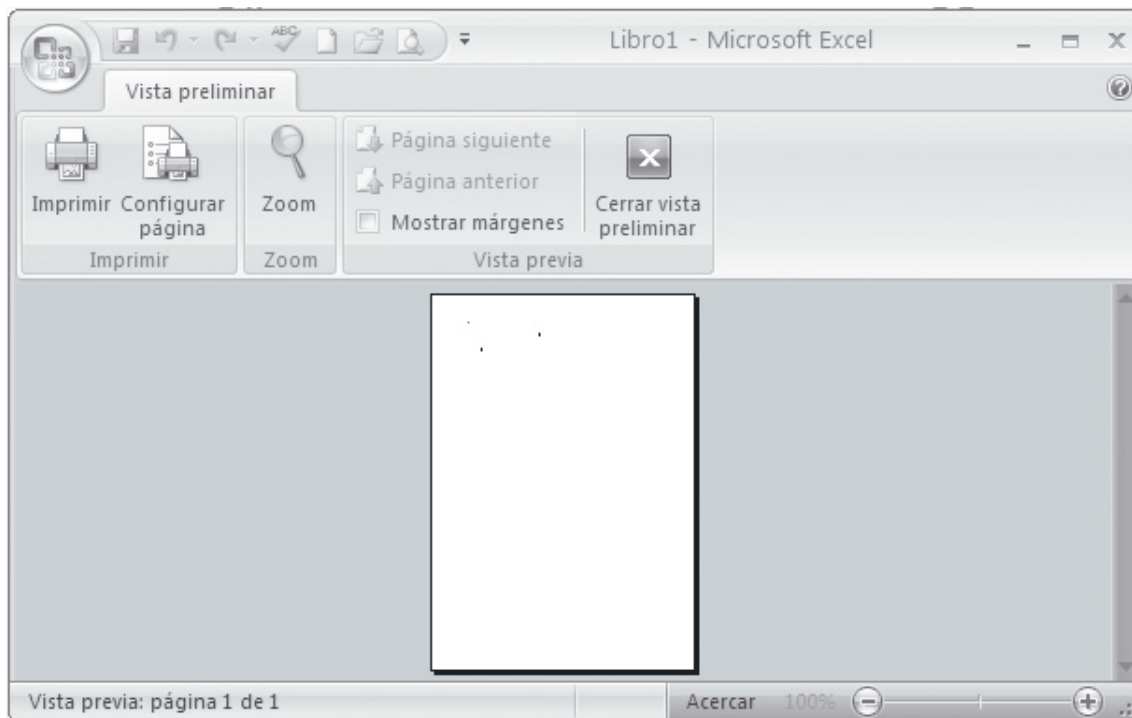 ABC
Libro1 - Microsoft Excel
Vista preliminar
Imprimir
Configurar
página
Imprimir
Zoom
Zoom
Página siguiente
Página anterior
Mostrar márgenes
Cerrar vista
preliminar
Vista previa
Vista previa: página 1 de 1
Acercar 100%